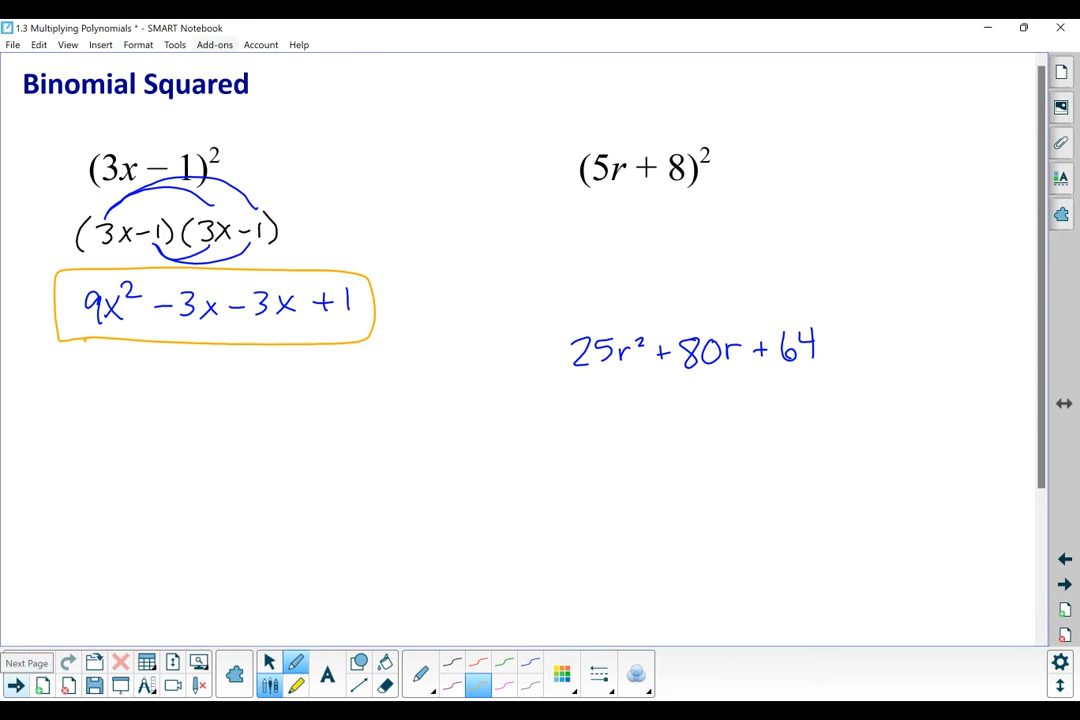 1.3 Multiplying Polynomials * - SMART Notebook
File Edit View Insert Format Tools Add-ons Account Help
Binomial Squared
(3x − 1)²
(3x-1)(3x-1)
9x² - 3x - 3x + 1
(5r + 8)²
25r² + 80r + 64
Next Page
A